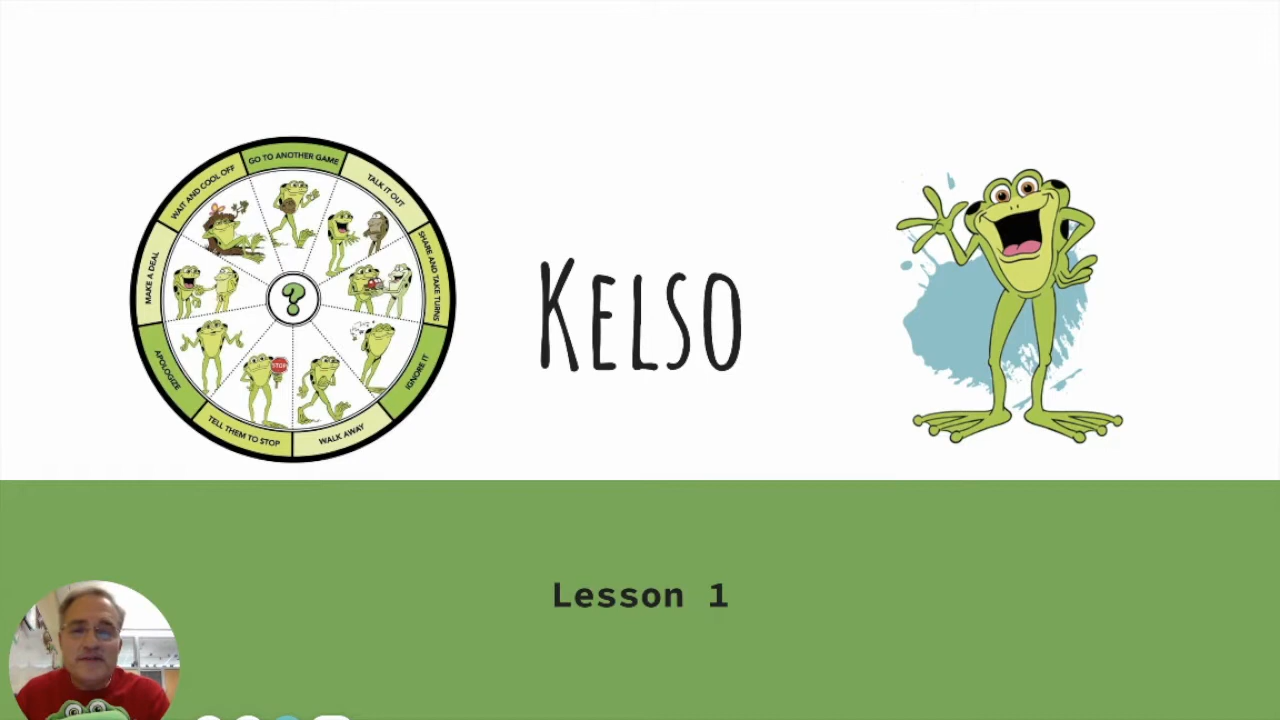 GO TO ANOTHER GAME
TALK IT OUT
SHARE AND TAKE TURNS
IGNORE IT
WALK AWAY
TELL THEM TO STOP
APOLOGIZE
MAKE A DEAL
WAIT AND COOL OFF
?
STOP
KELSO
Lesson 1